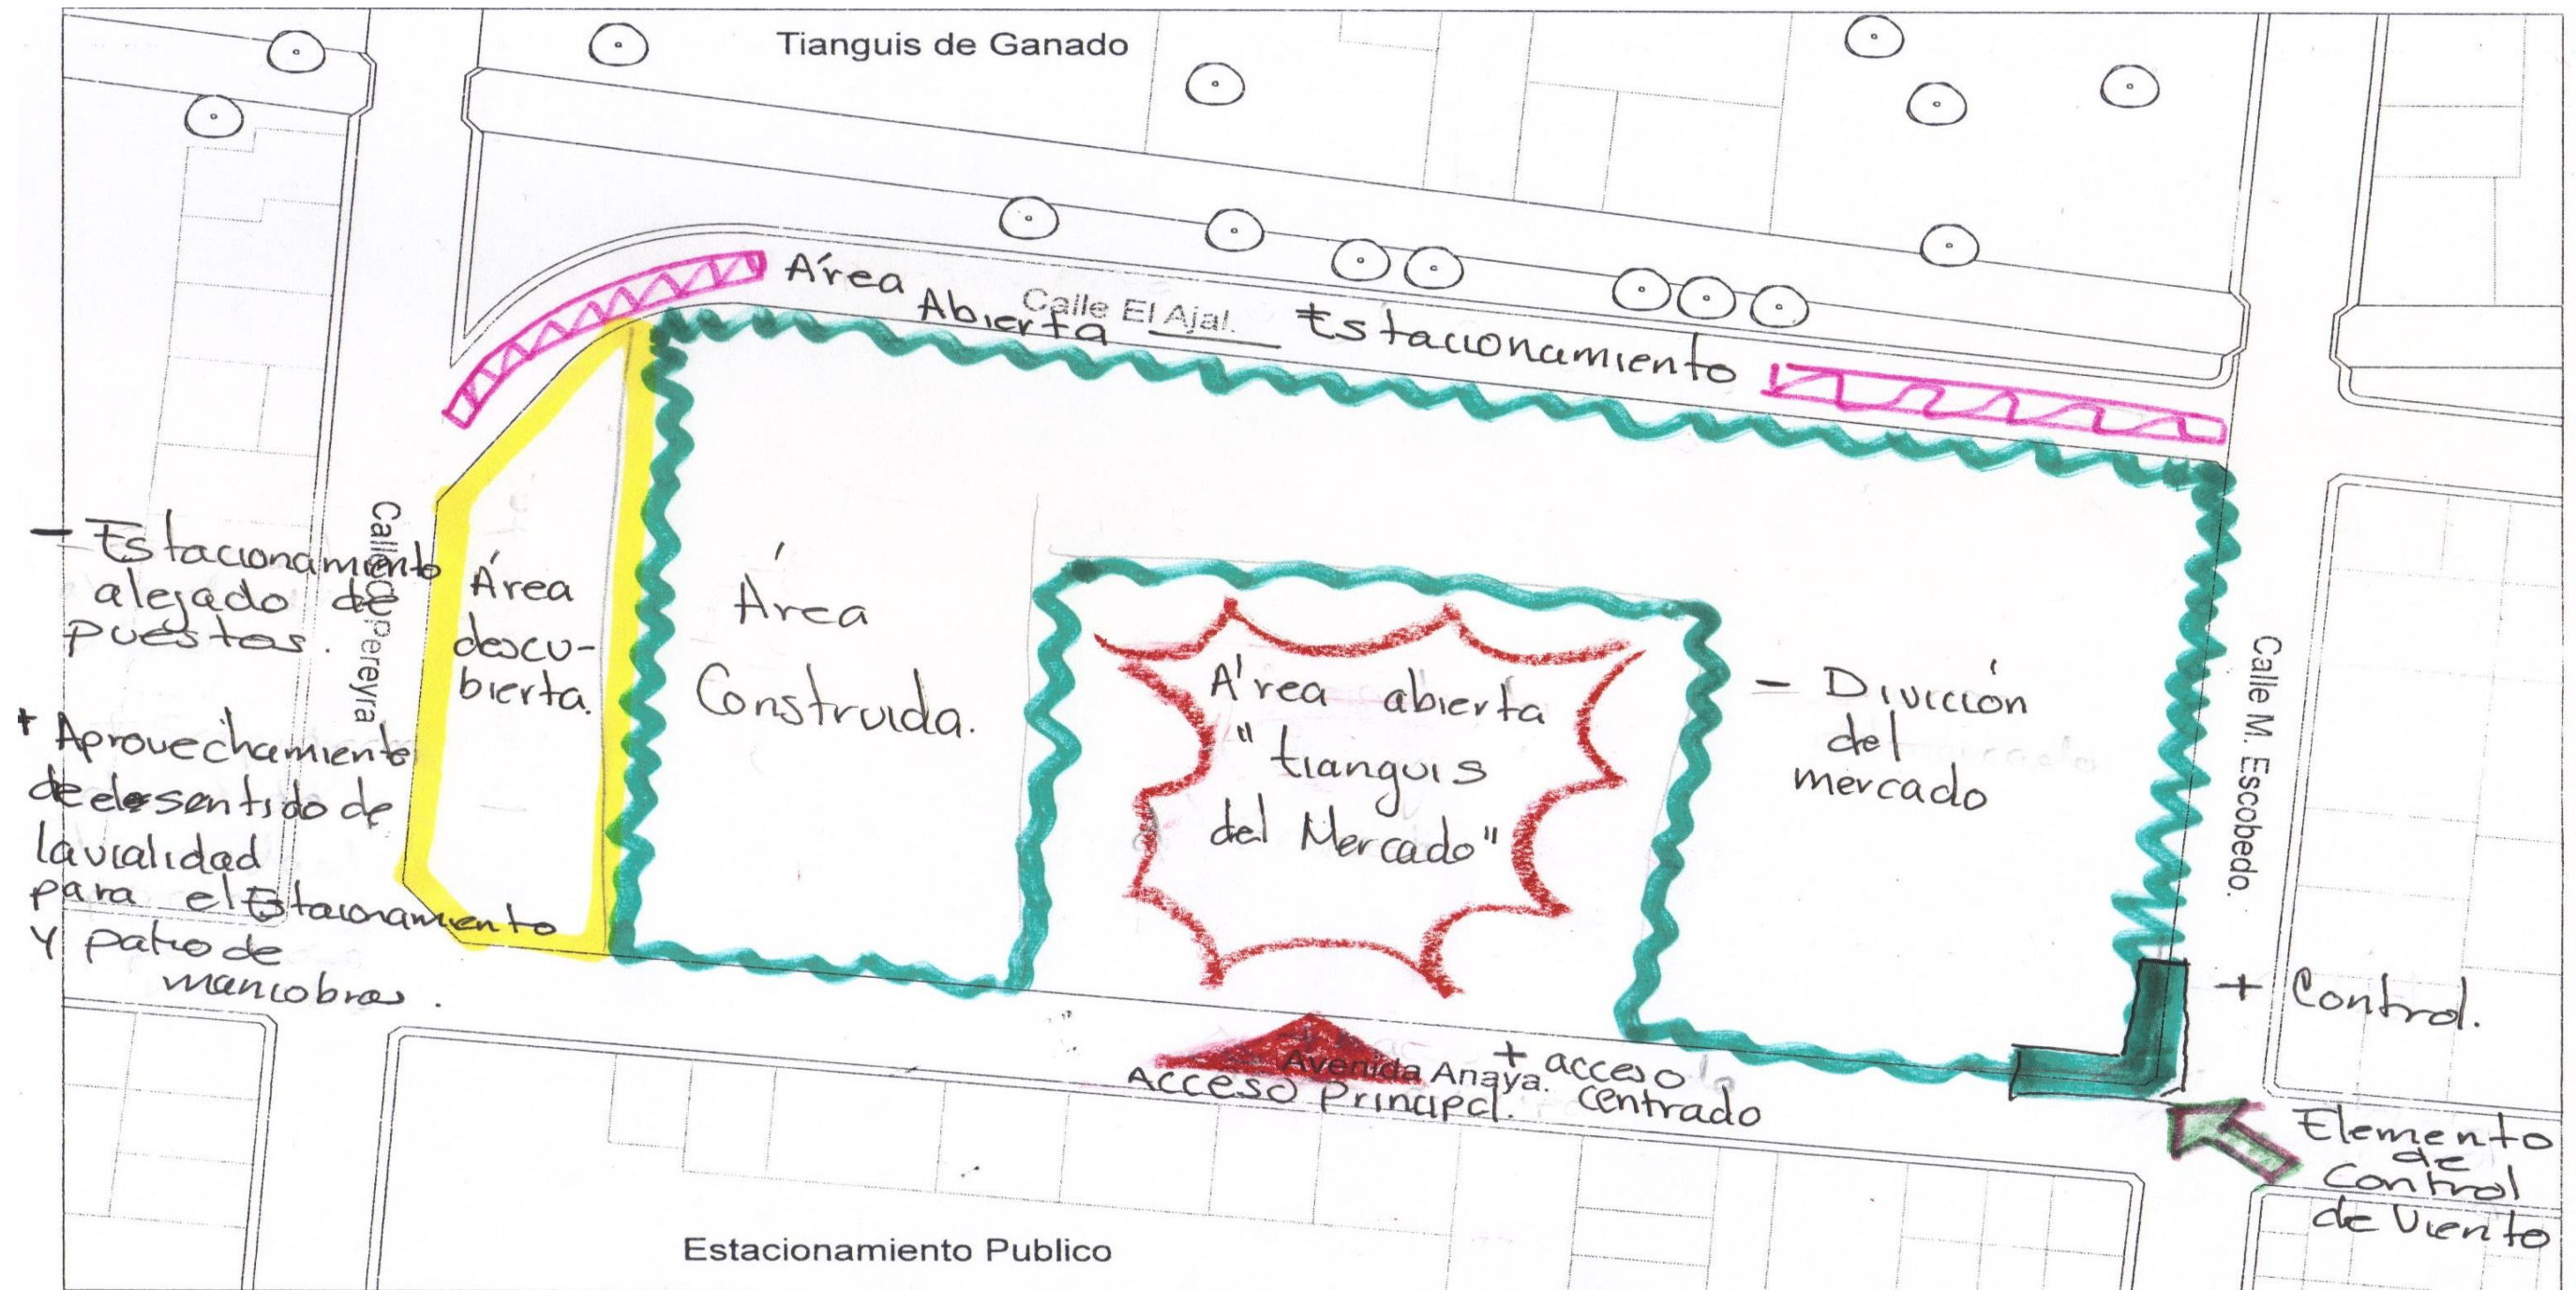 Tianguis de Ganado
Área
Abierta
Calle El Ajal.
Estacionamiento
- Estacionamiento
alejado de
puestos.
+ Aprovechamiento
de el sentido de
la vialidad
para el Estacionamiento
Y patio de
maniobras.
Pereyra
Área
descu-
bierta.
Área
Construida.
Área abierta
"tianguis
del Mercado"
- Divición
del
mercado
Calle M. Escobedo.
+ Control.
Avenida Anaya.
Acceso Principal.
+ acceso
centrado
Elemento
de
Control
de Viento
Estacionamiento Publico